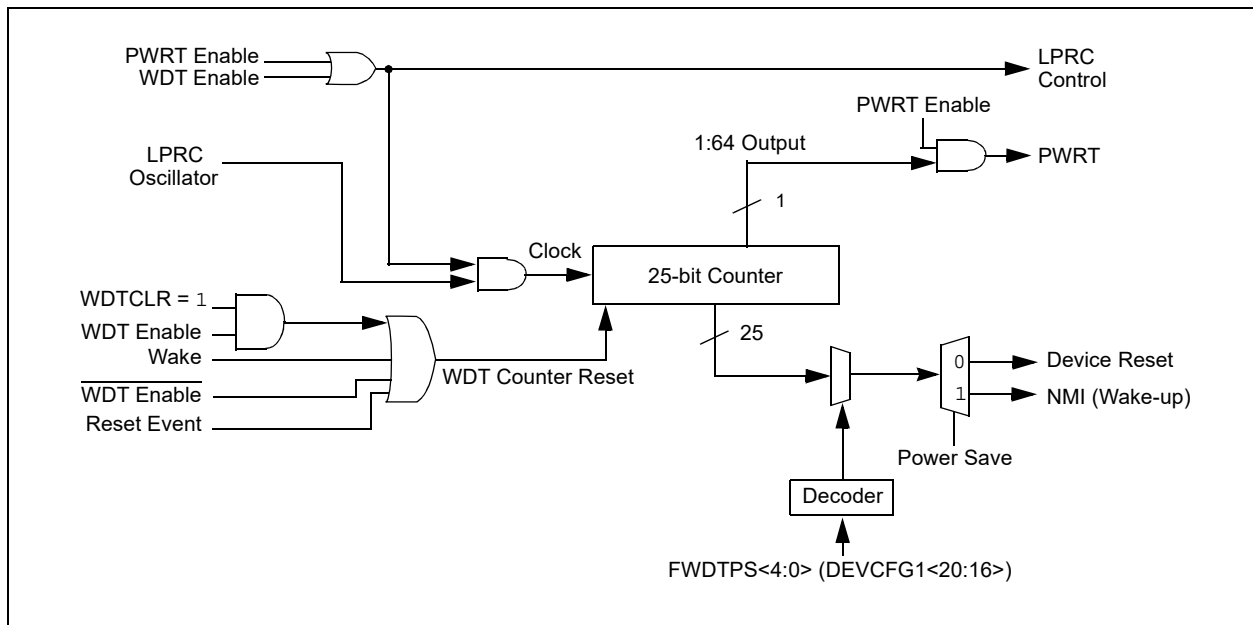 PWRT Enable
WDT Enable
LPRC
Control
PWRT Enable
1:64 Output
LPRC
Oscillator
PWRT
1
Clock
25-bit Counter
WDTCLR = 1
WDT Enable
Wake
25
WDT Counter Reset
WDT Enable
Reset Event
0
Device Reset
1
NMI (Wake-up)
Power Save
Decoder
FWDTPS<4:0> (DEVCFG1<20:16>)